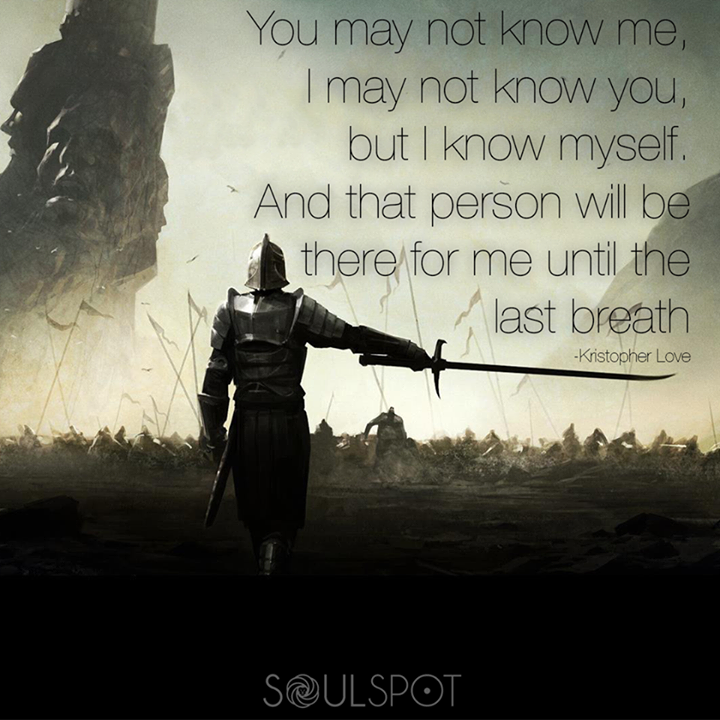 You may not know me,
I may not know you,
but I know myself.
And that person will be
there for me until the
last breath
-Kristopher Love
SOULSPOT